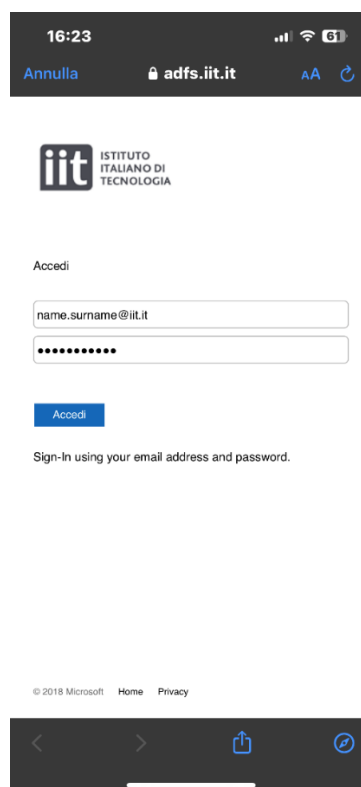 16:23
61
Annulla
adfs.iit.it
AA
iit
ISTITUTO
ITALIANO DI
TECNOLOGIA
Accedi
name.surname@iit.it
•••••••••••
Accedi
Sign-In using your email address and password.
© 2018 Microsoft Home Privacy